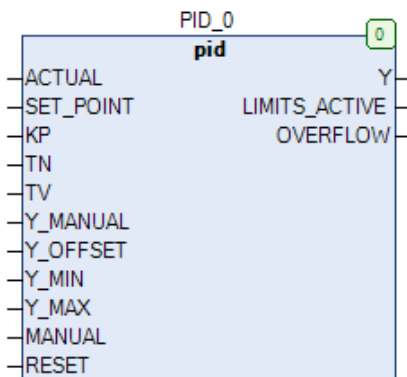 PID_0
0
pid
ACTUAL Y
SET_POINT LIMITS_ACTIVE
KP OVERFLOW
TN
TV
Y_MANUAL
Y_OFFSET
Y_MIN
Y_MAX
MANUAL
RESET